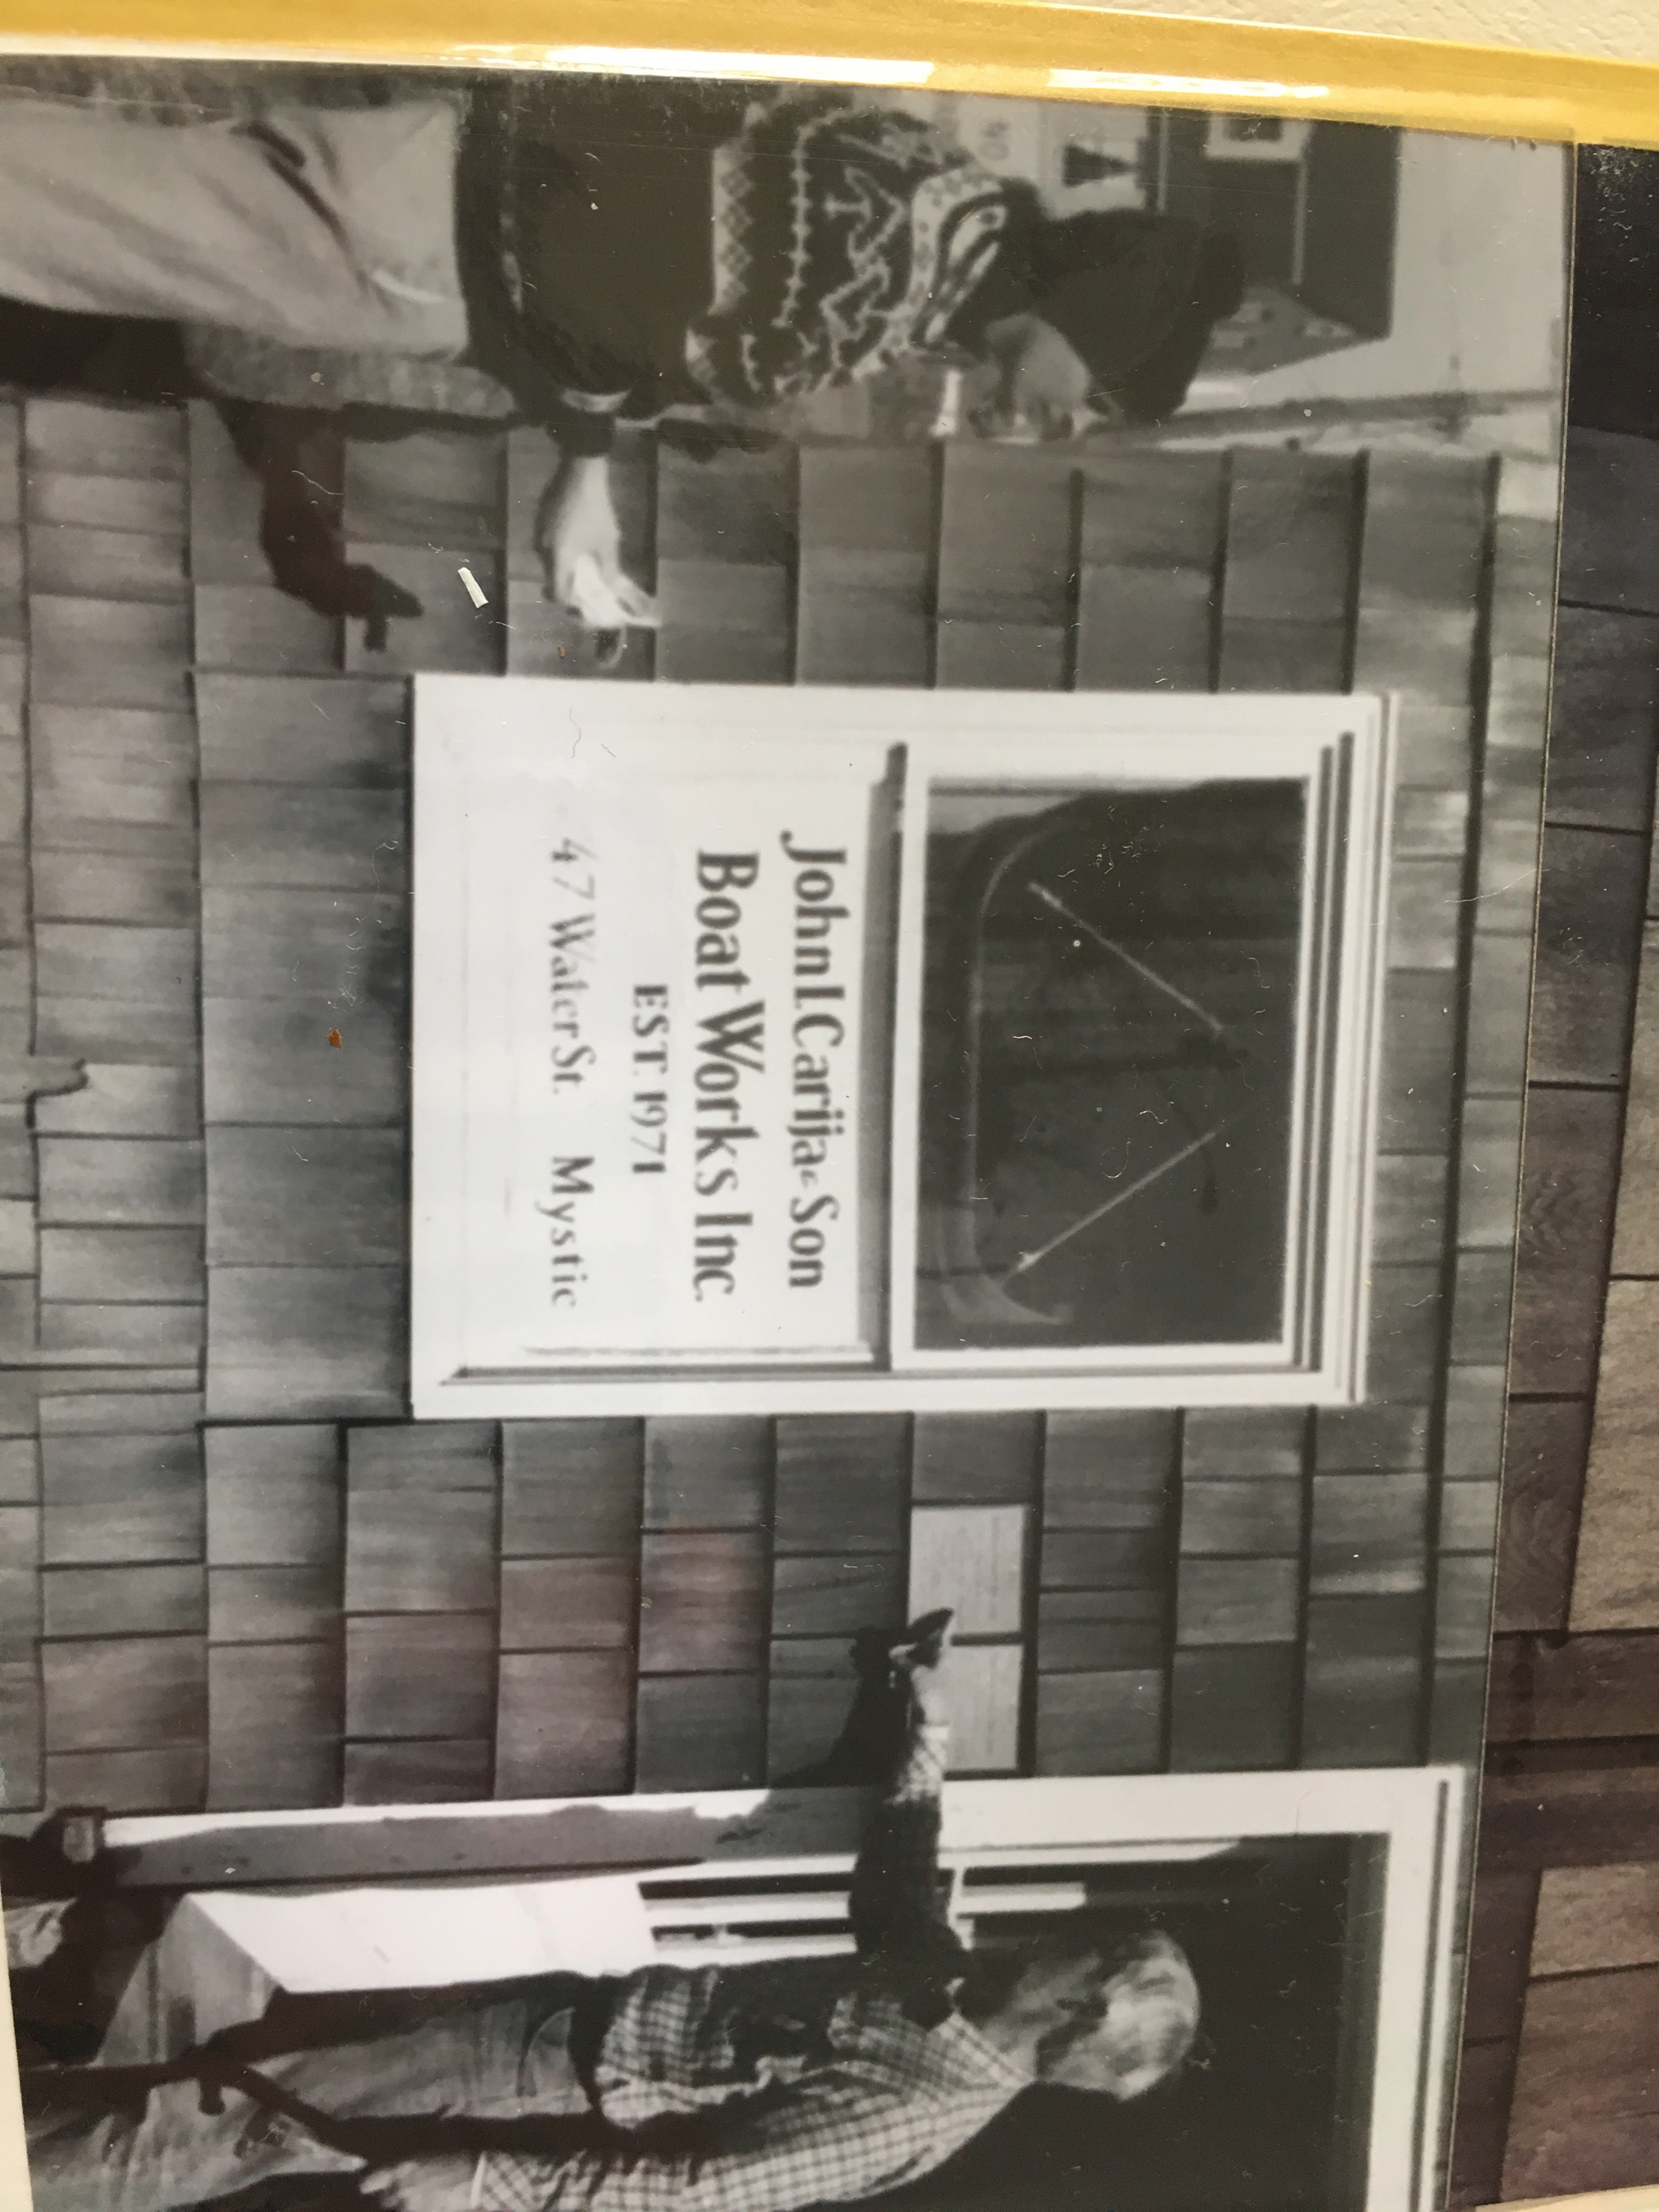 John I. Carija & Son
Boat Works Inc.
EST. 1971
47 Water St. Mystic